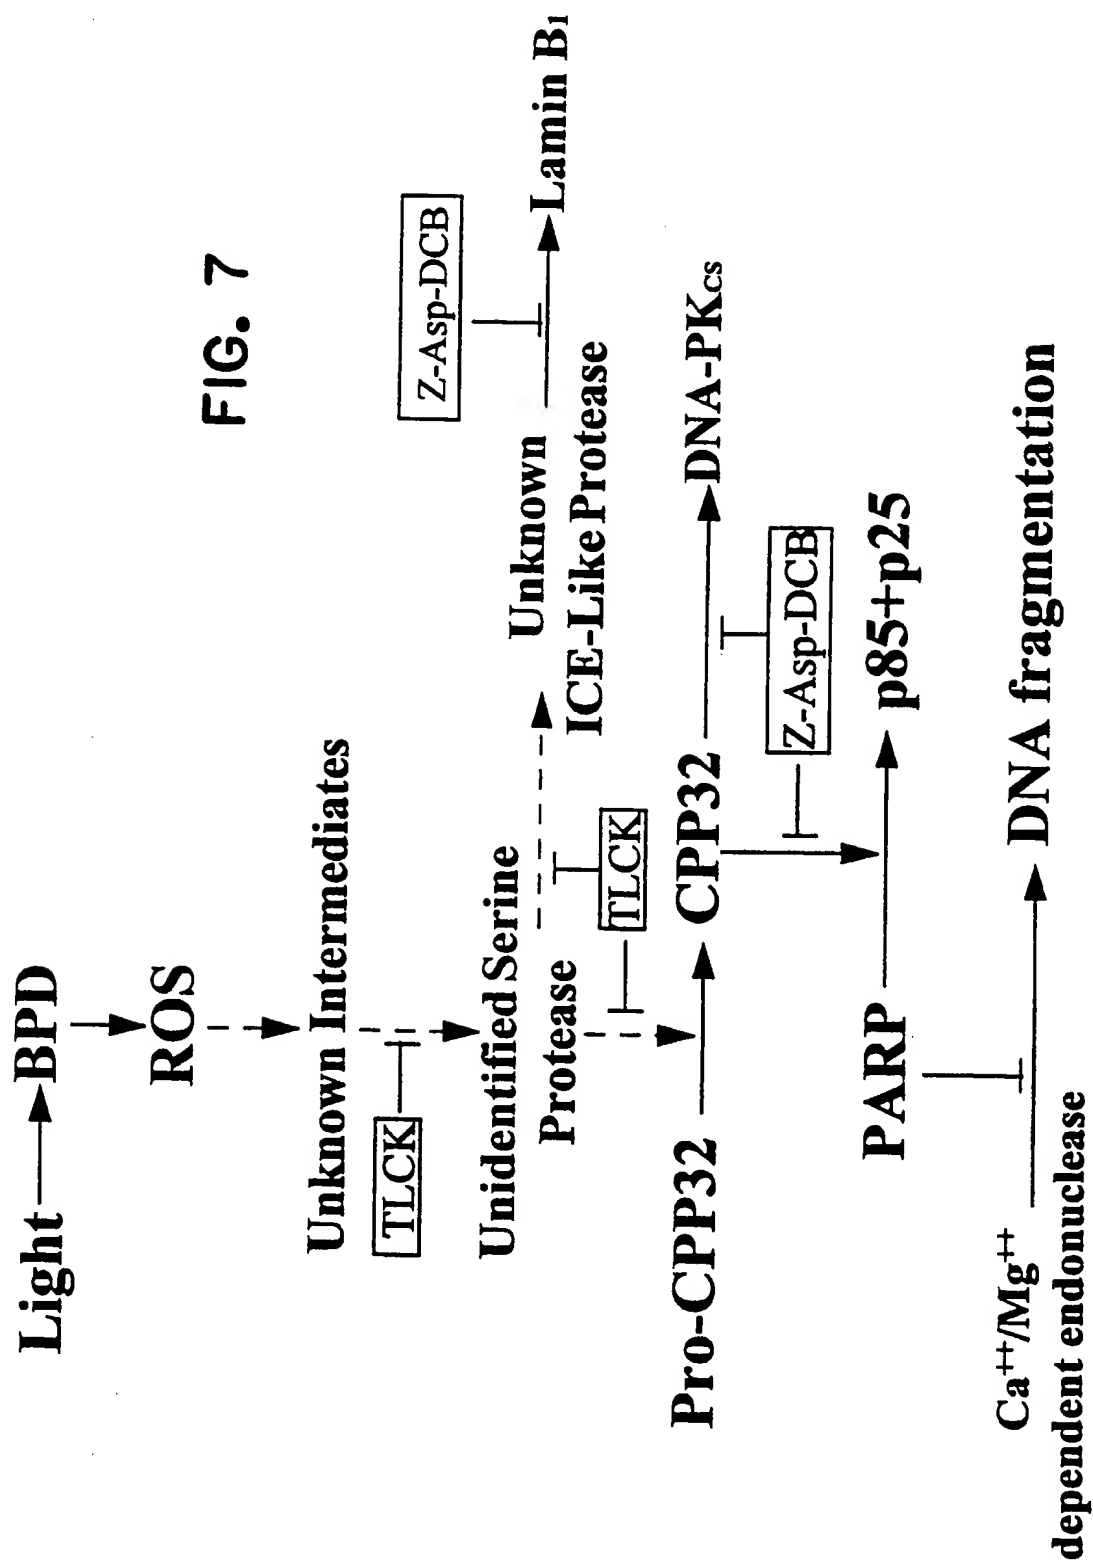 FIG. 7
Light
BPD
ROS
Unknown Intermediates
TLCK
Unidentified Serine
Protease
Unknown
ICE-Like Protease
Z-Asp-DCB
Lamin B1
TLCK
Pro-CPP32
CPP32
DNA-PKCS
Z-Asp-DCB
PARP
p85+p25
Ca++/Mg++
dependent endonuclease
DNA fragmentation